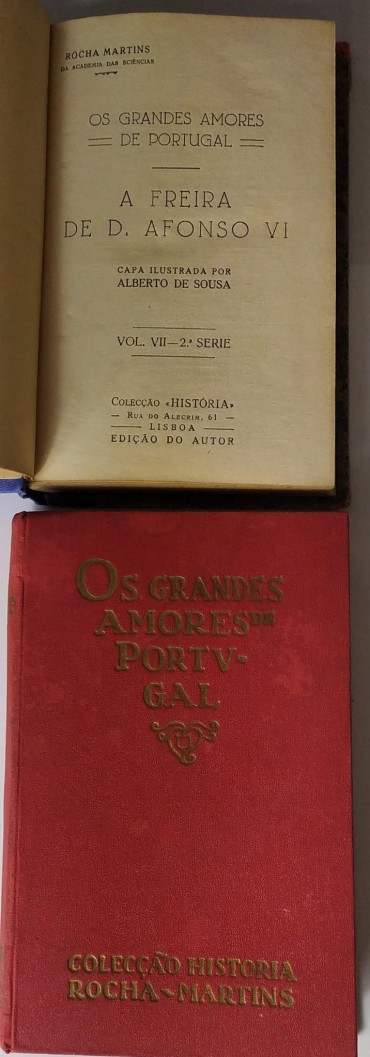 ROCHA MARTINS
DA ACADEMIA DAS SCIÊNCIAS
OS GRANDES AMORES
DE PORTUGAL
A FREIRA
DE D. AFONSO VI
CAPA ILUSTRADA POR
ALBERTO DE SOUSA
VOL. VII—2.ª SERIE
COLECÇÃO «HISTÓRIA»
— RUA DO ALECRIM, 61 —
——— LISBOA ———
EDIÇÃO DO AUTOR
OS GRANDES
AMORES DE
PORTV-
GAL
COLECÇÃO HISTORIA
ROCHA-MARTINS